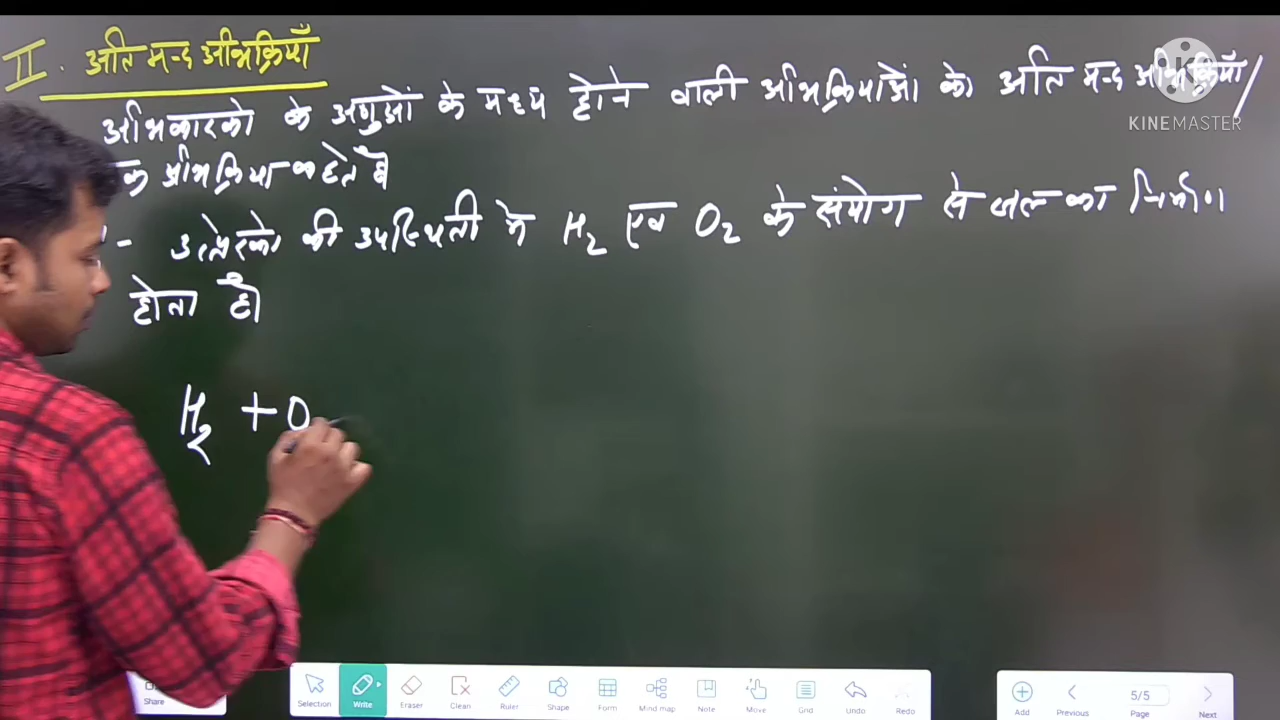 II. अति मन्द अभिक्रियाँ
अभिकारको के अणुओं के मध्य होने वाली अभिक्रियाओं को अति मन्द अभिक्रियाँ/
क अभिक्रिया कहेते है
- उत्प्रेरको की उपस्थिती मे H₂ एव O₂ के संयोग से जल का निर्माण
होता है।
H₂ + O
KINEMASTER
Share Selection Write Eraser Clean Ruler Shape Form Mind map Note Move Grid Undo Redo Add Previous 5/5 Page Next